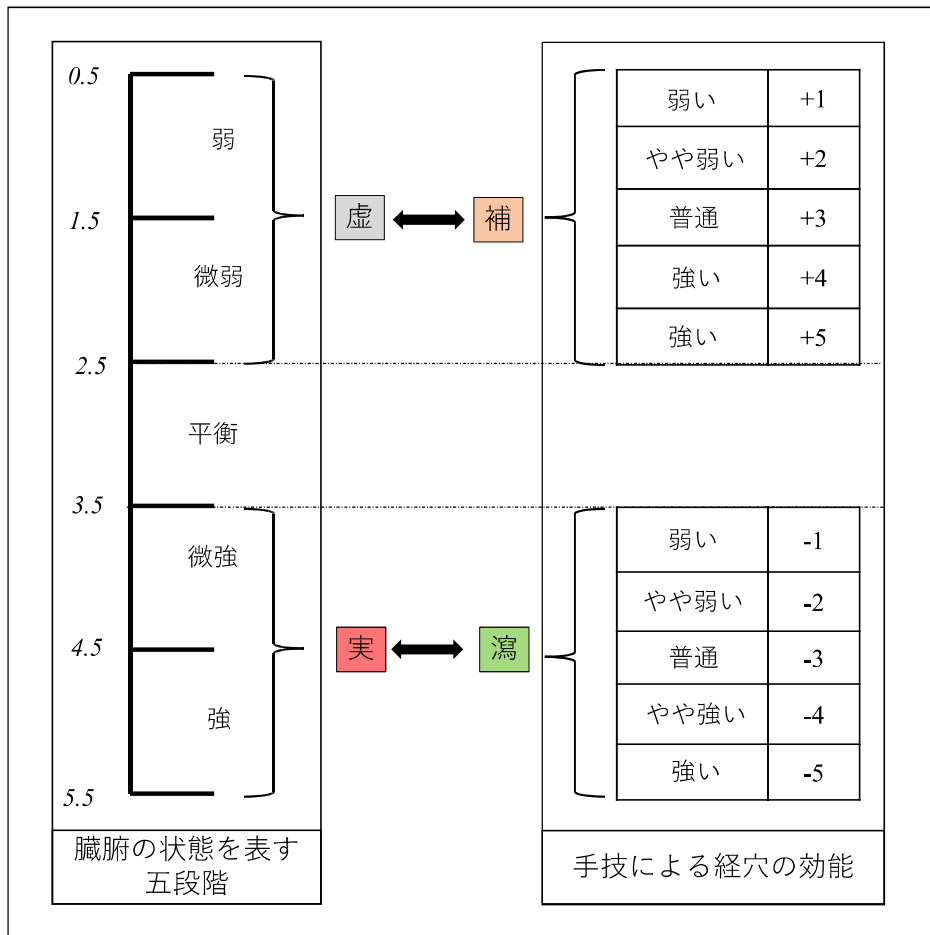 0.5
弱
1.5
微弱
2.5
平衡
3.5
微強
4.5
強
5.5
臓腑の状態を表す
五段階
虚
補
実
瀉
弱い +1
やや弱い +2
普通 +3
強い +4
強い +5
弱い -1
やや弱い -2
普通 -3
やや強い -4
強い -5
手技による経穴の効能